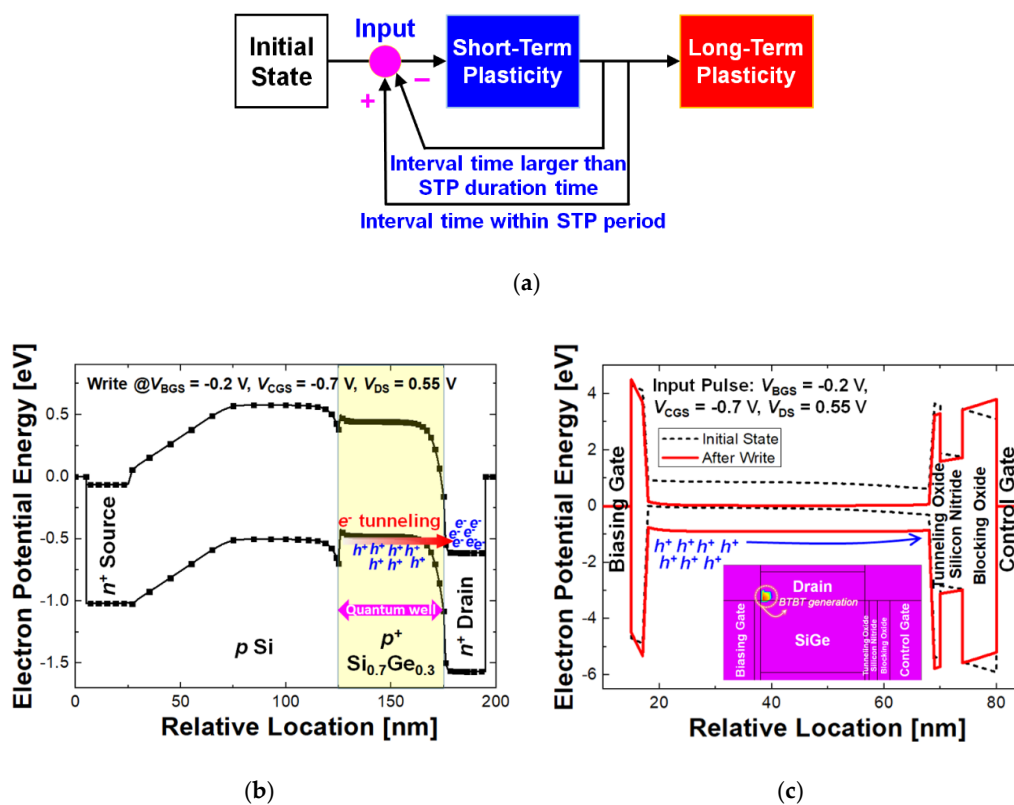 Initial
State
Input
+
−
Short-Term
Plasticity
Long-Term
Plasticity
Interval time larger than
STP duration time
Interval time within STP period
(a)
Electron Potential Energy [eV]
0.5
0.0
-0.5
-1.0
-1.5
Write @VBGS = -0.2 V, VCGS = -0.7 V, VDS = 0.55 V
n+ Source
e- tunneling
h+ h+ h+ h+ h+
h+ h+ h+ h+
e- e-
e- e- e-
e- e- e-
Quantum well
p Si
p+
Si0.7Ge0.3
n+ Drain
0 50 100 150 200
Relative Location [nm]
(b)
Electron Potential Energy [eV]
4
2
0
-2
-4
-6
Input Pulse: VBGS = -0.2 V,
VCGS = -0.7 V, VDS = 0.55 V
Initial State
After Write
Biasing Gate
Tunneling Oxide
Silicon Nitride
Blocking Oxide
Control Gate
h+ h+ h+ h+
h+ h+ h+
Drain
BTBT generation
SiGe
Biasing Gate
Tunneling Oxide
Silicon Nitride
Blocking Oxide
Control Gate
20 40 60 80
Relative Location [nm]
(c)